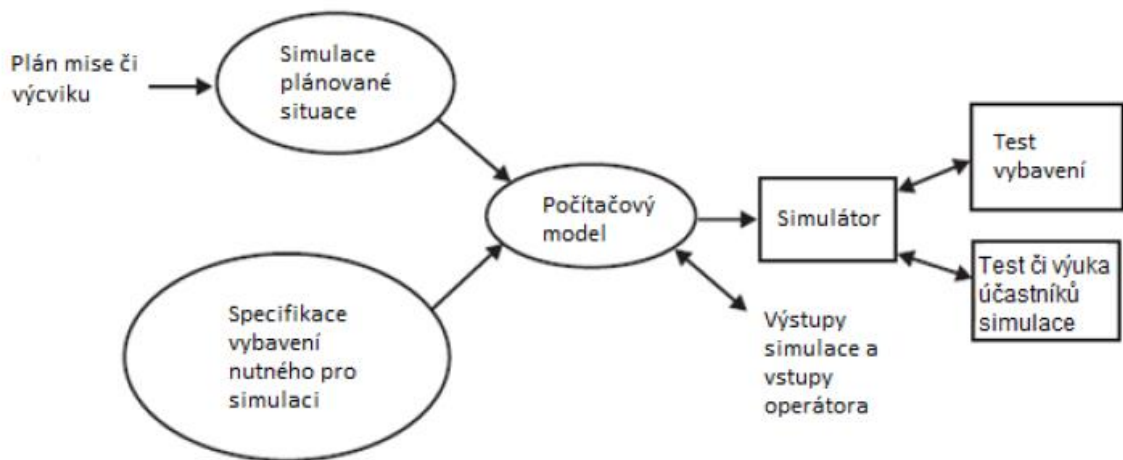 Plán mise či
výcviku
Simulace
plánované
situace
Počítačový
model
Simulátor
Test
vybavení
Test či výuka
účastníků
simulace
Specifikace
vybavení
nutného pro
simulaci
Výstupy
simulace a
vstupy
operátora